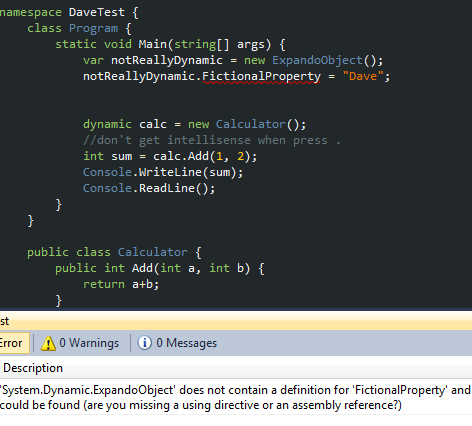 namespace DaveTest {
class Program {
static void Main(string[] args) {
var notReallyDynamic = new ExpandoObject();
notReallyDynamic.FictionalProperty = "Dave";
dynamic calc = new Calculator();
//don't get intellisense when press .
int sum = calc.Add(1, 2);
Console.WriteLine(sum);
Console.ReadLine();
}
}
public class Calculator {
public int Add(int a, int b) {
return a+b;
}
st
Error 0 Warnings 0 Messages
Description
'System.Dynamic.ExpandoObject' does not contain a definition for 'FictionalProperty' and
could be found (are you missing a using directive or an assembly reference?)